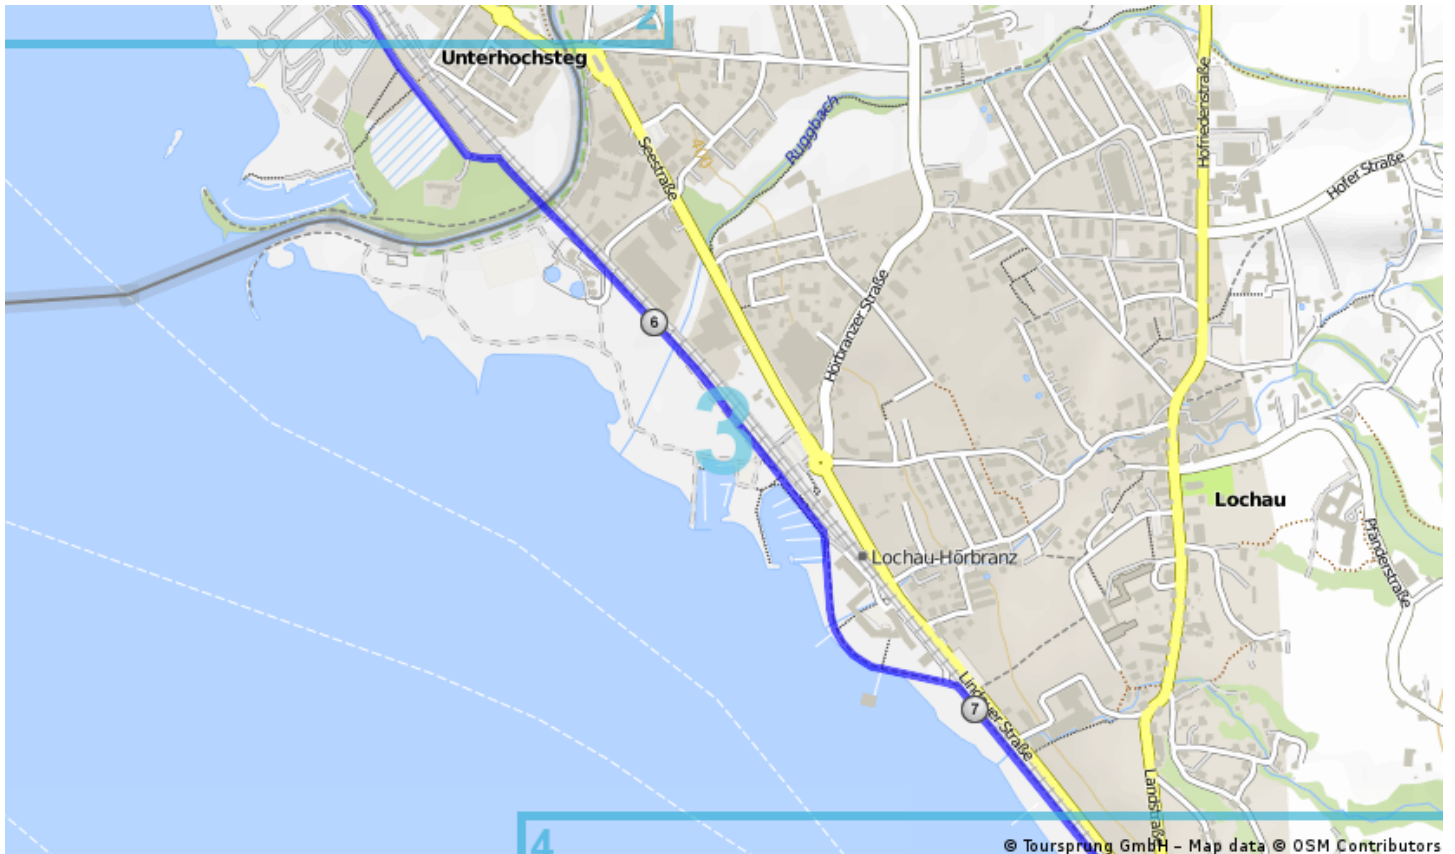 2
Unterhochsteg
Seestraße
400
Ruggbach
Hofriedenstraße
Hofer Straße
6
Hörbranzer Straße
3
Lochau
Lochau-Hörbranz
Pfänderstraße
7
Lindauer Straße
Landstraße
4
© Toursprung GmbH – Map data © OSM Contributors